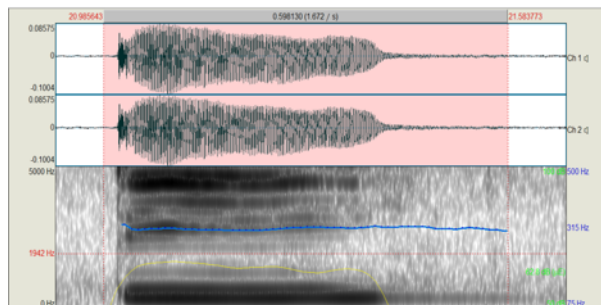 20.985643 0.598130 (1.672 / s) 21.583773
0.08575
0
-0.1004
Ch 1
0.08575
0
-0.1004
Ch 2
5000 Hz 500 Hz
315 Hz
1942 Hz
0 Hz 75 Hz